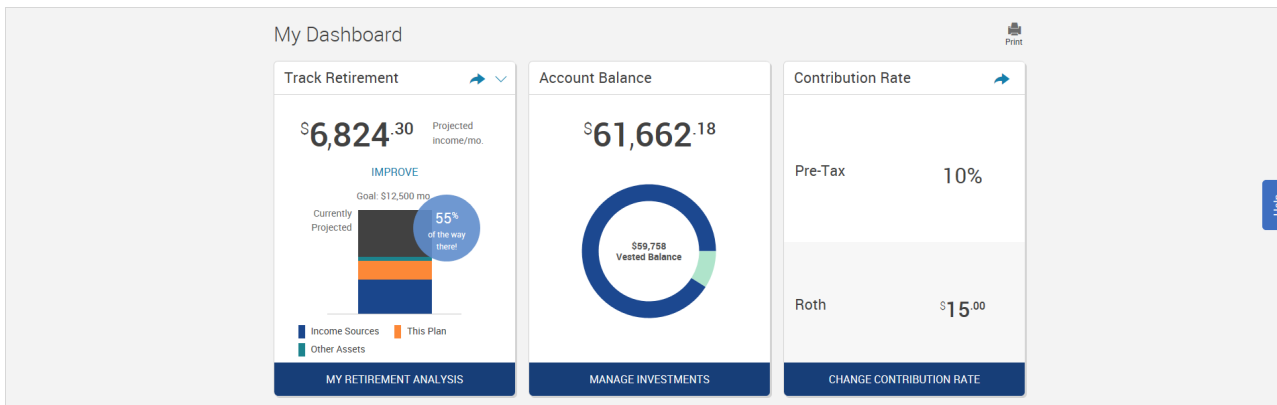 My Dashboard
Print
Track Retirement
$6,824.30
Projected
income/mo.
IMPROVE
Goal: $12,500 mo
Currently
Projected
55%
of the way
there!
Income Sources
This Plan
Other Assets
MY RETIREMENT ANALYSIS
Account Balance
$61,662.18
$59,758
Vested Balance
MANAGE INVESTMENTS
Contribution Rate
Pre-Tax
10%
Roth
$15.00
CHANGE CONTRIBUTION RATE